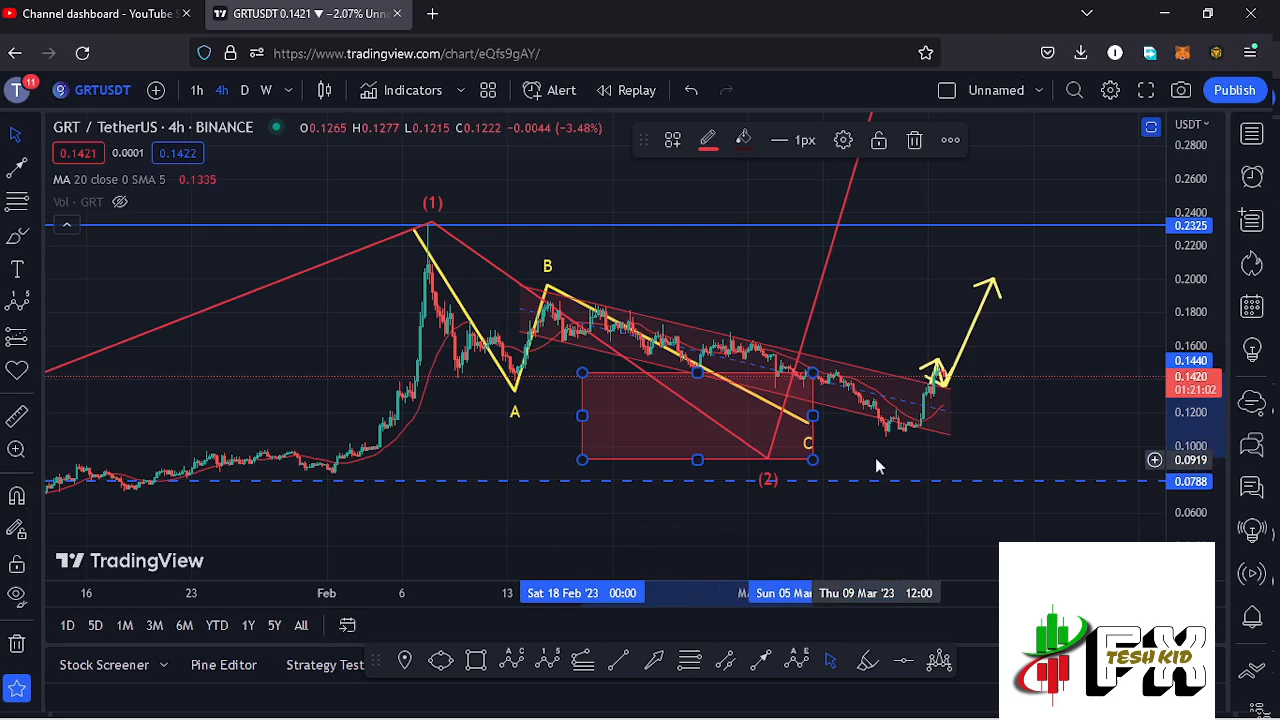 Channel dashboard - YouTube S
GRTUSDT 0.1421 ▼ −2.07% Unna
https://www.tradingview.com/chart/eQfs9gAY/
T
11
GRTUSDT
1h
4h
D
W
Indicators
Alert
Replay
Unnamed
Publish
GRT / TetherUS · 4h · BINANCE
O0.1265 H0.1277 L0.1215 C0.1222 −0.0044 (−3.48%)
0.1421
0.0001
0.1422
MA 20 close 0 SMA 5 0.1335
Vol · GRT
1px
USDT
0.2800
0.2600
0.2400
0.2325
0.2200
0.2000
0.1800
0.1600
0.1440
0.1420
01:21:02
0.1200
0.1000
0.0919
0.0788
0.0600
(1)
B
A
C
(2)
TradingView
16
23
Feb
6
13
Sat 18 Feb '23 00:00
Sun 05 Mar
Thu 09 Mar '23 12:00
1D
5D
1M
3M
6M
YTD
1Y
5Y
All
Stock Screener
Pine Editor
Strategy Test
FX
TESH KID